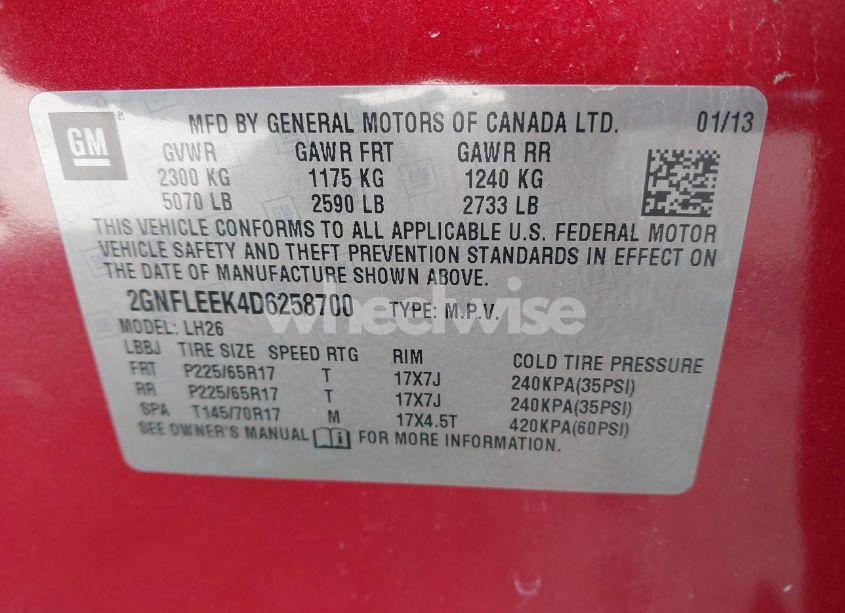 GM ® MFD BY GENERAL MOTORS OF CANADA LTD. 01/13
GVWR GAWR FRT GAWR RR
2300 KG 1175 KG 1240 KG
5070 LB 2590 LB 2733 LB
THIS VEHICLE CONFORMS TO ALL APPLICABLE U.S. FEDERAL MOTOR
VEHICLE SAFETY AND THEFT PREVENTION STANDARDS IN EFFECT ON
THE DATE OF MANUFACTURE SHOWN ABOVE.
2GNFLEEK4D6258700 TYPE: M.P.V.
wheelwise
MODEL: LH26
LBBJ TIRE SIZE SPEED RTG RIM COLD TIRE PRESSURE
FRT P225/65R17 T 17X7J 240KPA(35PSI)
RR P225/65R17 T 17X7J 240KPA(35PSI)
SPA T145/70R17 M 17X4.5T 420KPA(60PSI)
SEE OWNER'S MANUAL FOR MORE INFORMATION.